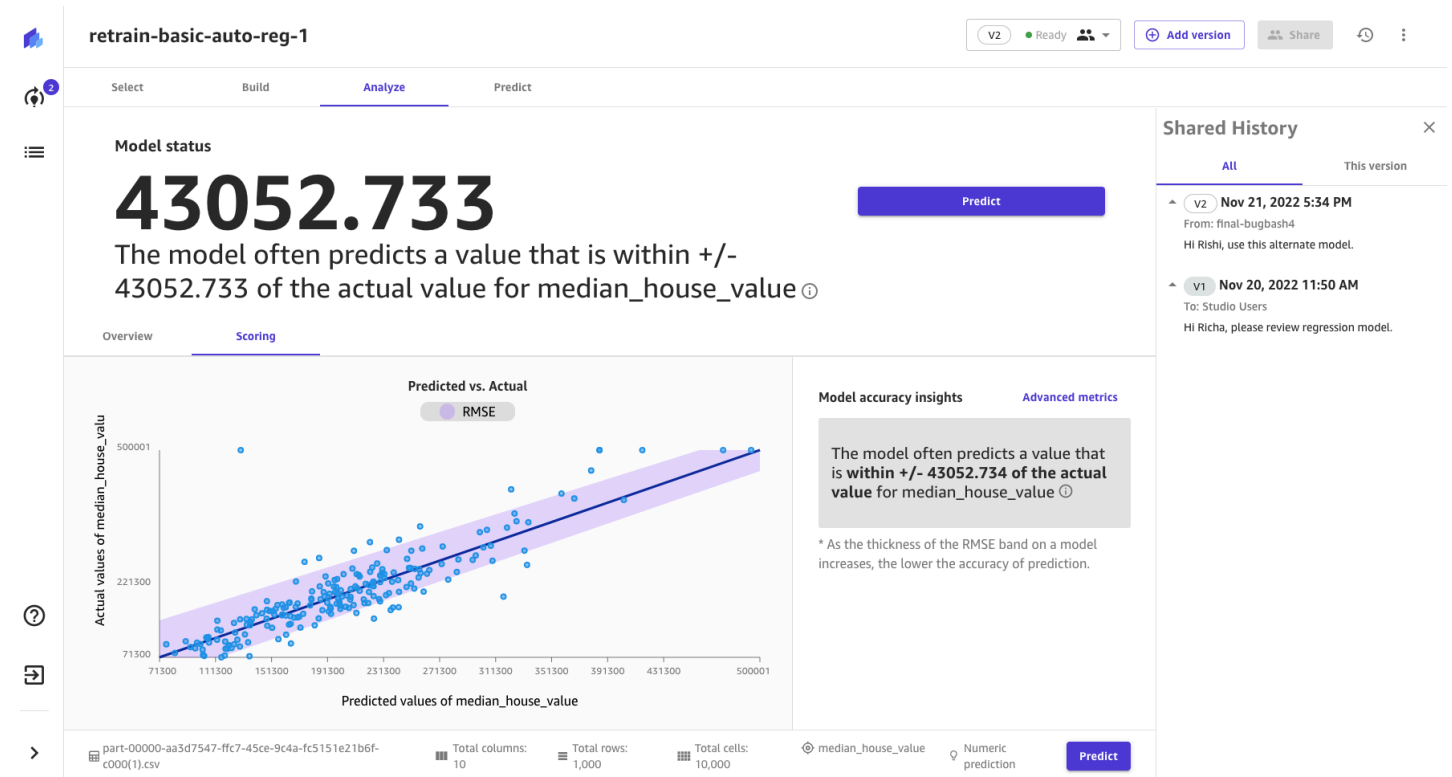 retrain-basic-auto-reg-1
V2
Ready
Add version
Share
2
Select
Build
Analyze
Predict
Model status
43052.733
The model often predicts a value that is within +/-
43052.733 of the actual value for median_house_value
Predict
Overview
Scoring
Predicted vs. Actual
RMSE
Actual values of median_house_valu
500001
221300
71300
71300
111300
151300
191300
231300
271300
311300
351300
391300
431300
500001
Predicted values of median_house_value
Model accuracy insights
Advanced metrics
The model often predicts a value that
is within +/- 43052.734 of the actual
value for median_house_value
* As the thickness of the RMSE band on a model
increases, the lower the accuracy of prediction.
Shared History
All
This version
V2 Nov 21, 2022 5:34 PM
From: final-bugbash4
Hi Rishi, use this alternate model.
V1 Nov 20, 2022 11:50 AM
To: Studio Users
Hi Richa, please review regression model.
part-00000-aa3d7547-ffc7-45ce-9c4a-fc5151e21b6f-
c000(1).csv
Total columns:
10
Total rows:
1,000
Total cells:
10,000
median_house_value
Numeric
prediction
Predict